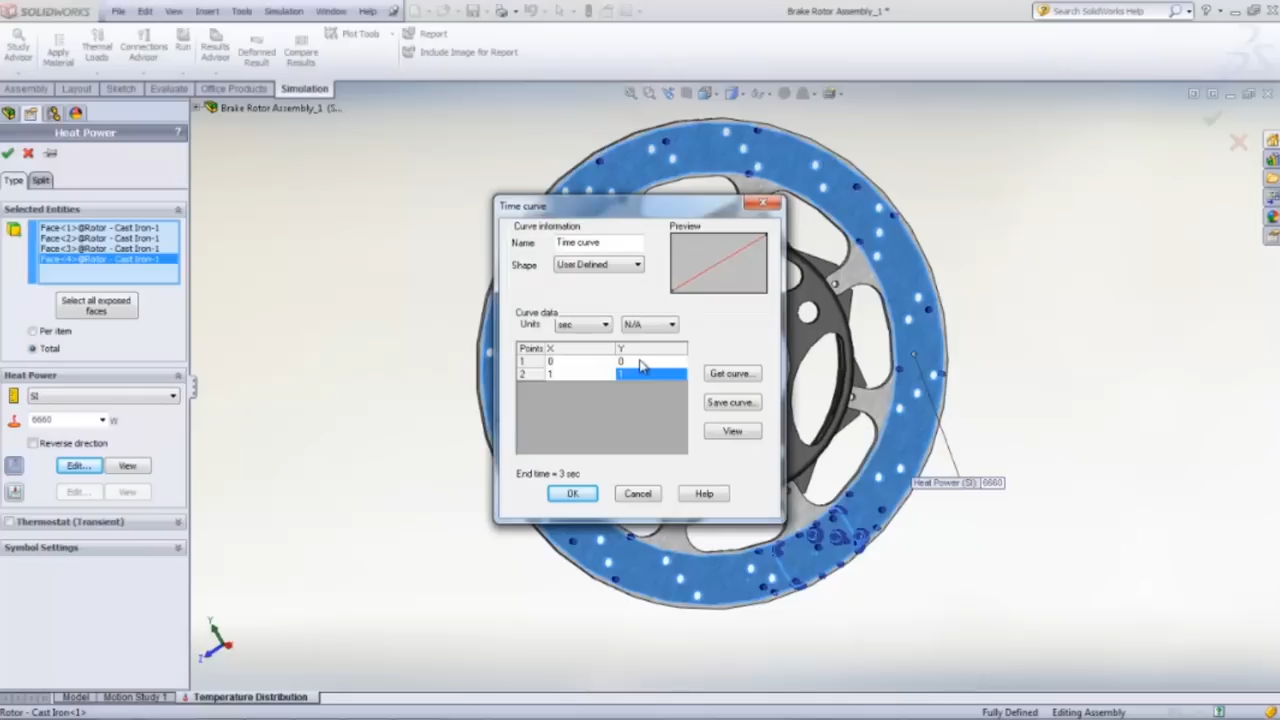 SOLIDWORKS
File Edit View Insert Tools Simulation Window Help
Brake Rotor Assembly_1 *
Search SolidWorks Help
Study Advisor
Apply Material
Thermal Loads
Connections Advisor
Run
Results Advisor
Deformed Result
Compare Results
Plot Tools
Report
Include Image for Report
Assembly Layout Sketch Evaluate Office Products Simulation
Brake Rotor Assembly_1 (S...
Heat Power ?
Type Split
Selected Entities
Face<1>@Rotor - Cast Iron-1
Face<2>@Rotor - Cast Iron-1
Face<3>@Rotor - Cast Iron-1
Face<4>@Rotor - Cast Iron-1
Select all exposed
faces
Per item
Total
Heat Power
SI
6660 W
Reverse direction
Edit... View
Edit... View
Thermostat (Transient)
Symbol Settings
Time curve
Curve information
Name Time curve
Shape User Defined
Preview
Curve data
Units sec N/A
Points X Y
1 0 0
2 1 1
Get curve...
Save curve...
View
End time = 3 sec
OK Cancel Help
Heat Power (SI): 6660
Y
Z
Model Motion Study 1 Temperature Distribution
Rotor - Cast Iron<1>
Fully Defined Editing Assembly